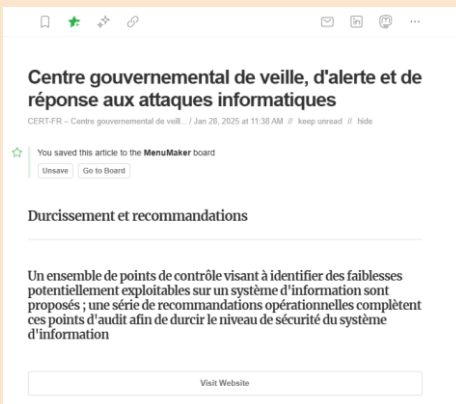 Centre gouvernemental de veille, d'alerte et de
réponse aux attaques informatiques
CERT-FR – Centre gouvernemental de veill... / Jan 28, 2025 at 11:38 AM // keep unread // hide
You saved this article to the MenuMaker board
Unsave Go to Board
Durcissement et recommandations
Un ensemble de points de contrôle visant à identifier des faiblesses
potentiellement exploitables sur un système d'information sont
proposés ; une série de recommandations opérationnelles complètent
ces points d'audit afin de durcir le niveau de sécurité du système
d'information
Visit Website